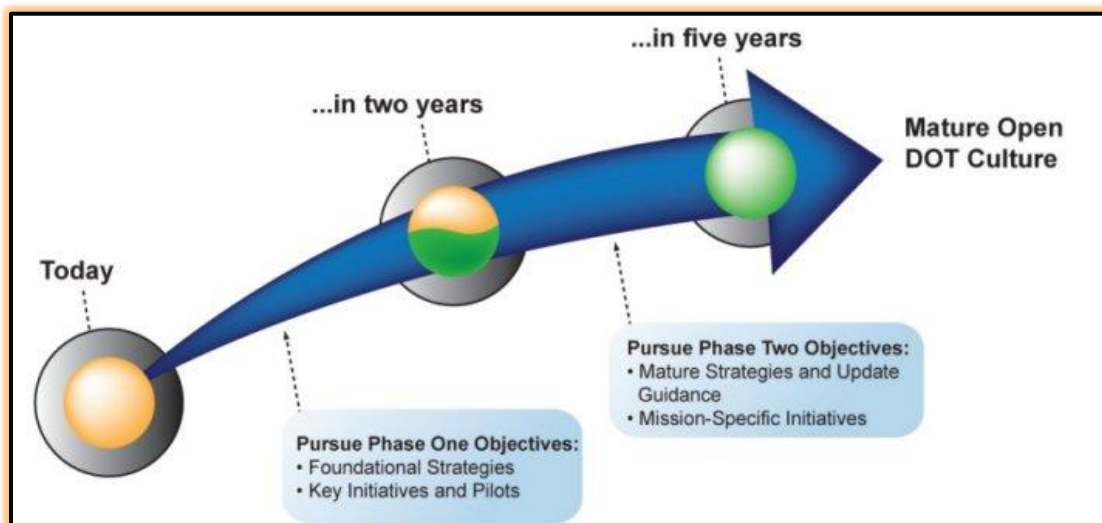 ...in five years
...in two years
Mature Open
DOT Culture
Today
Pursue Phase Two Objectives:
• Mature Strategies and Update
Guidance
• Mission-Specific Initiatives
Pursue Phase One Objectives:
• Foundational Strategies
• Key Initiatives and Pilots